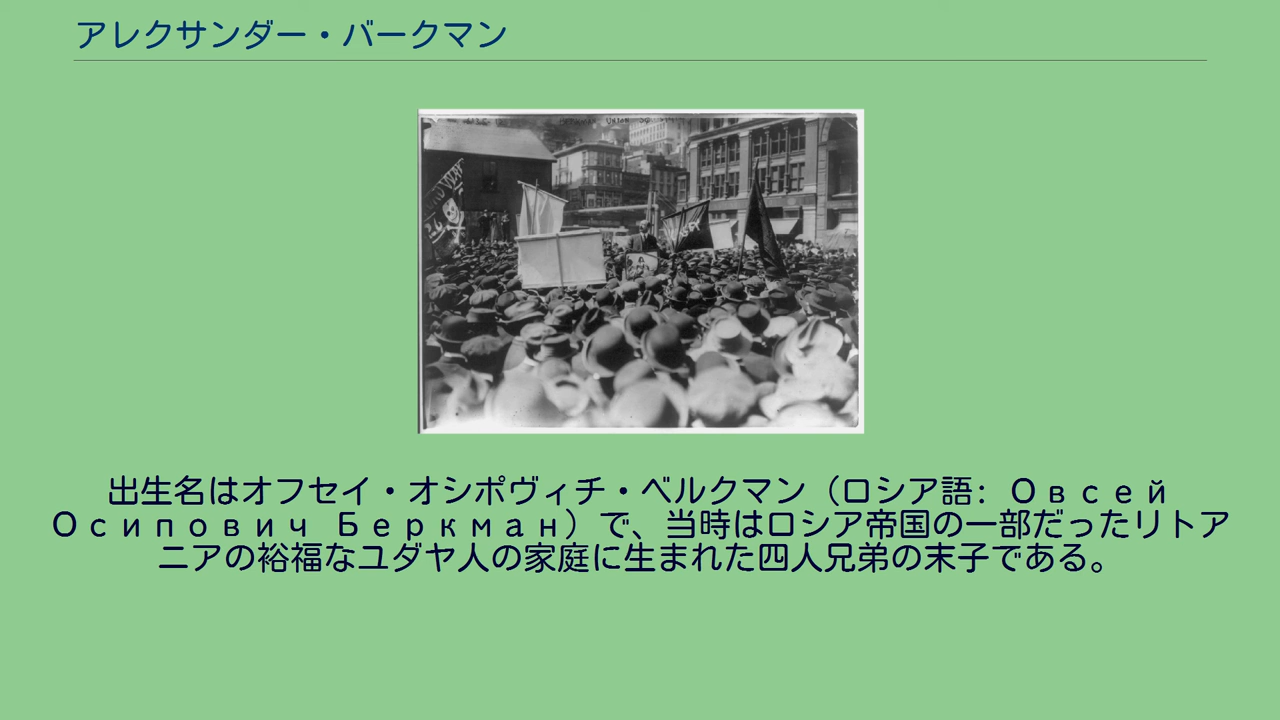 アレクサンダー・バークマン
出生名はオフセイ・オシポヴィチ・ベルクマン（ロシア語: Овсей
Осипович Беркман）で、当時はロシア帝国の一部だったリトア
ニアの裕福なユダヤ人の家庭に生まれた四人兄弟の末子である。